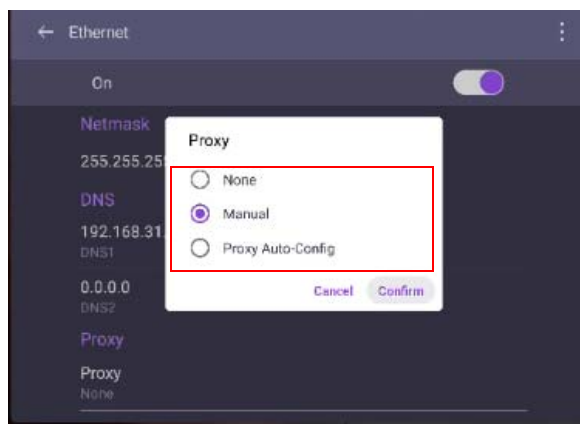 Ethernet
On
Netmask
255.255.25
Proxy
None
DNS
Manual
192.168.31.
DNS1
Proxy Auto-Config
0.0.0.0
Cancel Confirm
DNS2
Proxy
Proxy
None